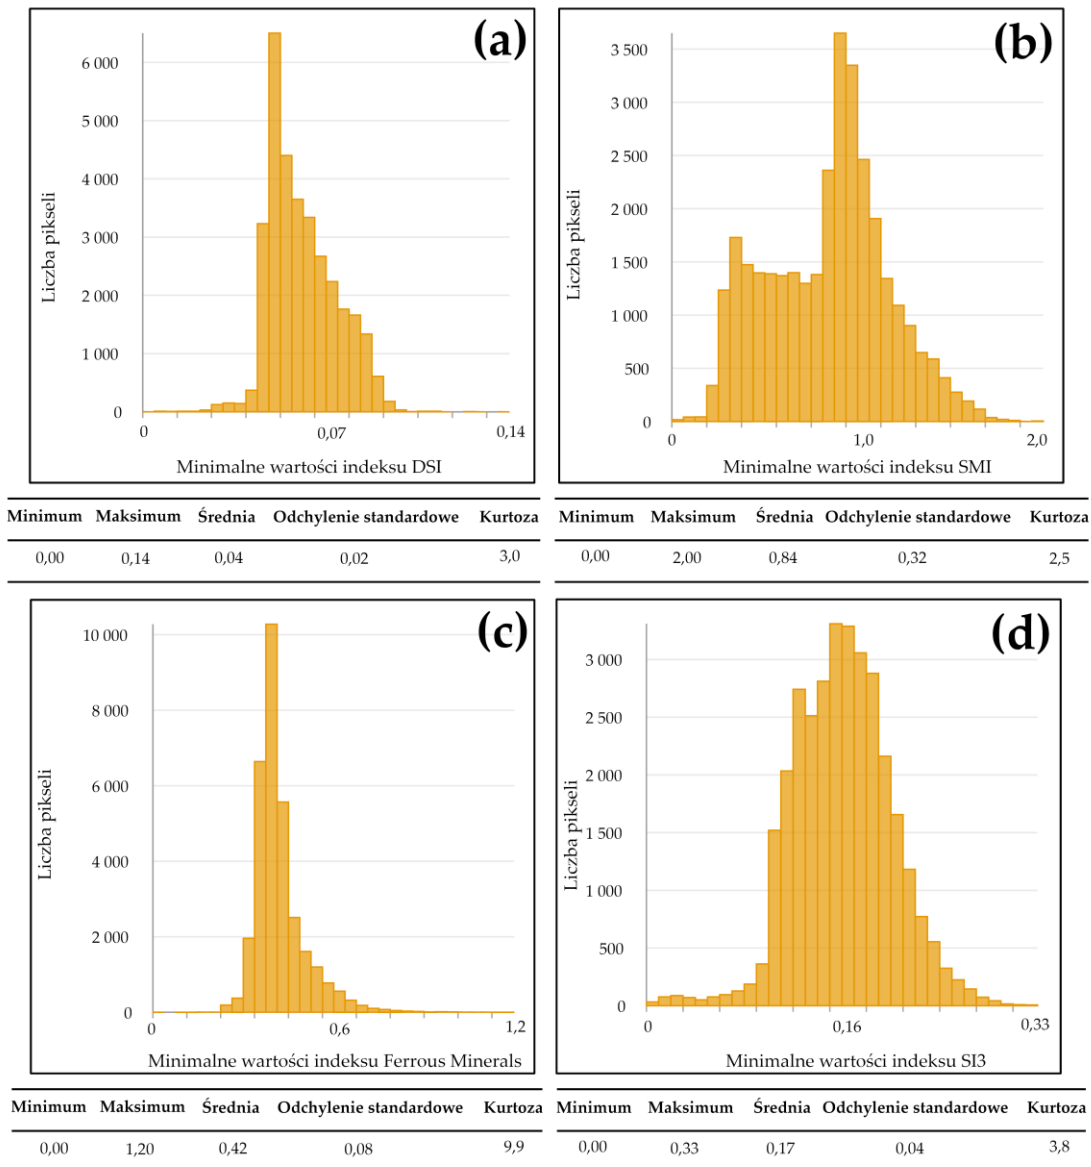 (a)
6 000
5 000
4 000
3 000
2 000
1 000
0
Liczba pikseli
0 0,07 0,14
Minimalne wartości indeksu DSI
Minimum Maksimum Średnia Odchylenie standardowe Kurtoza
0,00 0,14 0,04 0,02 3,0
(b)
3 500
3 000
2 500
2 000
1 500
1 000
500
0
Liczba pikseli
0 1,0 2,0
Minimalne wartości indeksu SMI
Minimum Maksimum Średnia Odchylenie standardowe Kurtoza
0,00 2,00 0,84 0,32 2,5
(c)
10 000
8 000
6 000
4 000
2 000
0
Liczba pikseli
0 0,6 1,2
Minimalne wartości indeksu Ferrous Minerals
Minimum Maksimum Średnia Odchylenie standardowe Kurtoza
0,00 1,20 0,42 0,08 9,9
(d)
3 000
2 500
2 000
1 500
1 000
500
0
Liczba pikseli
0 0,16 0,33
Minimalne wartości indeksu SI3
Minimum Maksimum Średnia Odchylenie standardowe Kurtoza
0,00 0,33 0,17 0,04 3,8